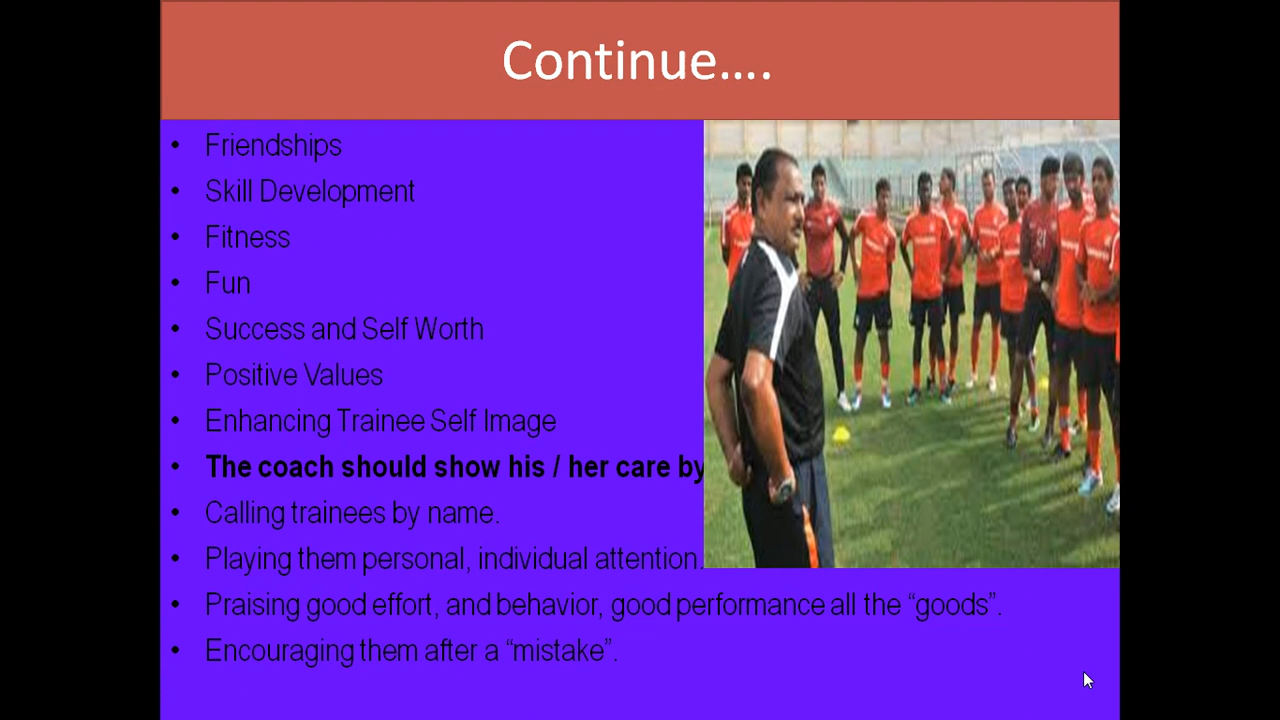 Continue....
• Friendships
• Skill Development
• Fitness
• Fun
• Success and Self Worth
• Positive Values
• Enhancing Trainee Self Image
• The coach should show his / her care by
• Calling trainees by name.
• Playing them personal, individual attention.
• Praising good effort, and behavior, good performance all the “goods”.
• Encouraging them after a “mistake”.